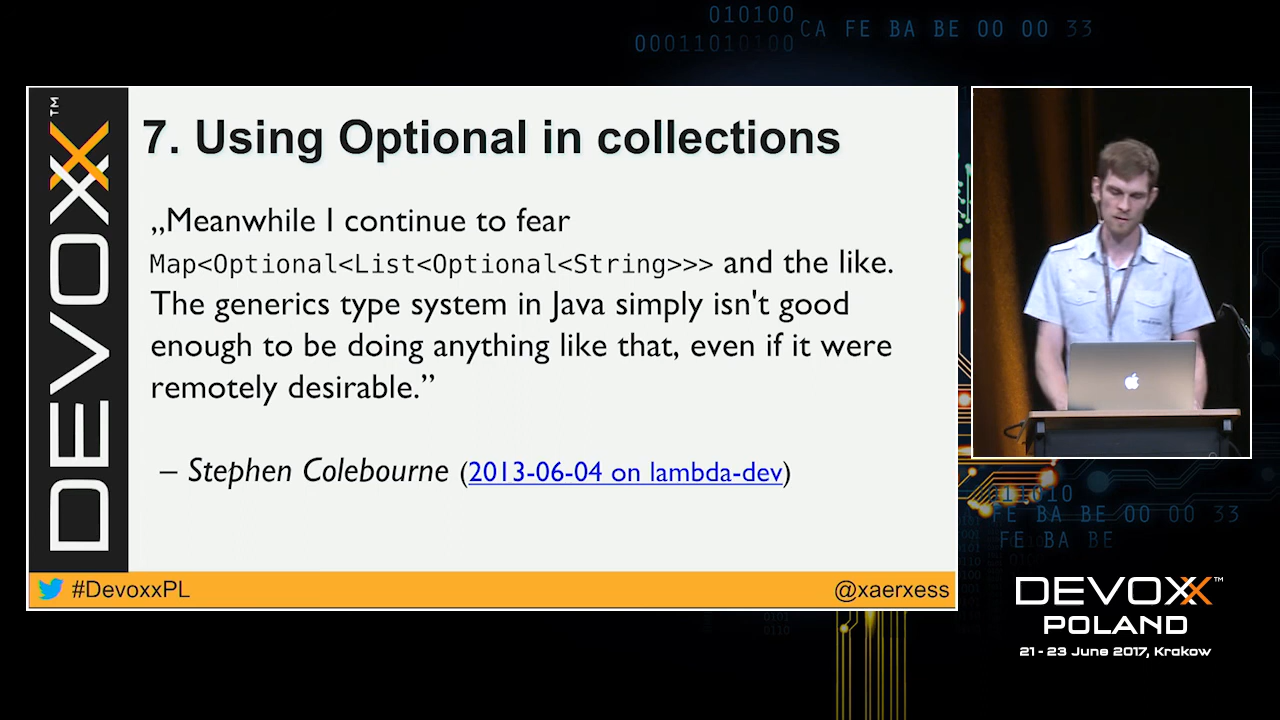 010100
00011010100
CA FE BA BE 00 00 33
DEVOXX™
7. Using Optional in collections
„Meanwhile I continue to fear
Map<Optional<List<Optional<String>>> and the like.
The generics type system in Java simply isn't good
enough to be doing anything like that, even if it were
remotely desirable.”
– Stephen Colebourne (2013-06-04 on lambda-dev)
#DevoxxPL
@xaerxess
FE BA BE 00 00 33
FE BA BE
DEVOXX™
POLAND
21 - 23 June 2017, Krakow